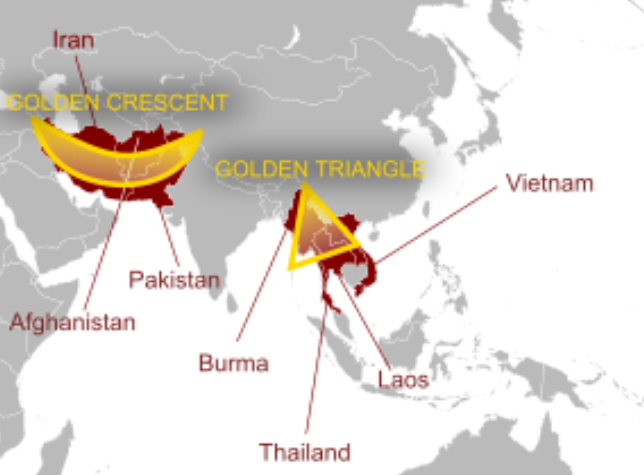 Iran
GOLDEN CRESCENT
GOLDEN TRIANGLE
Vietnam
Pakistan
Afghanistan
Burma
Laos
Thailand